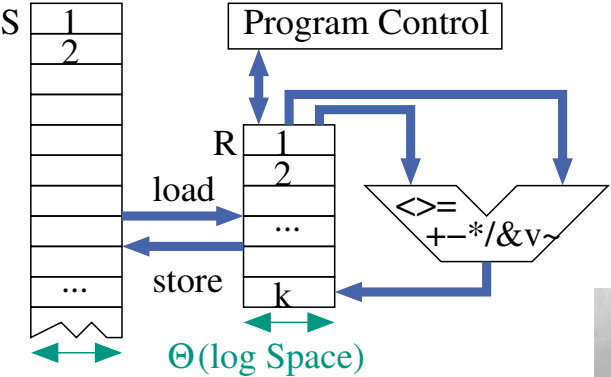 S
1
2
...
Program Control
R
1
2
...
k
load
store
<>=
+−*/&v~
Θ(log Space)